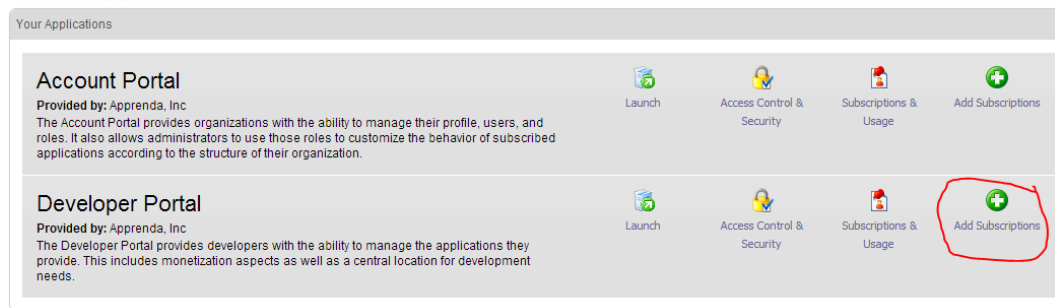 Your Applications
Account Portal
Provided by: Apprenda, Inc
The Account Portal provides organizations with the ability to manage their profile, users, and
roles. It also allows administrators to use those roles to customize the behavior of subscribed
applications according to the structure of their organization.
Launch
Access Control &
Security
Subscriptions &
Usage
Add Subscriptions
Developer Portal
Provided by: Apprenda, Inc
The Developer Portal provides developers with the ability to manage the applications they
provide. This includes monetization aspects as well as a central location for development
needs.
Launch
Access Control &
Security
Subscriptions &
Usage
Add Subscriptions